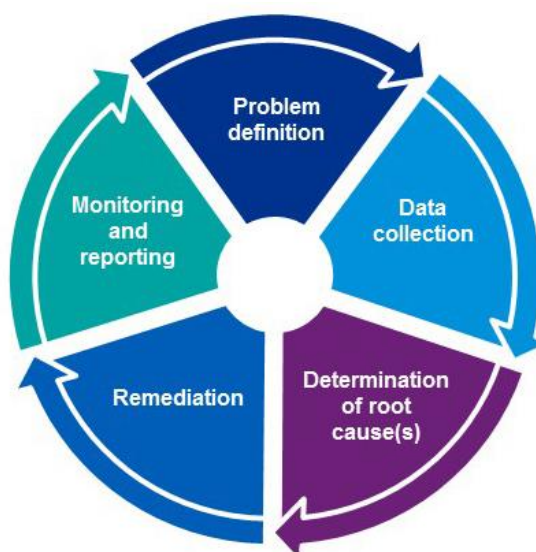 Problem
definition
Data
collection
Determination
of root
cause(s)
Remediation
Monitoring
and
reporting